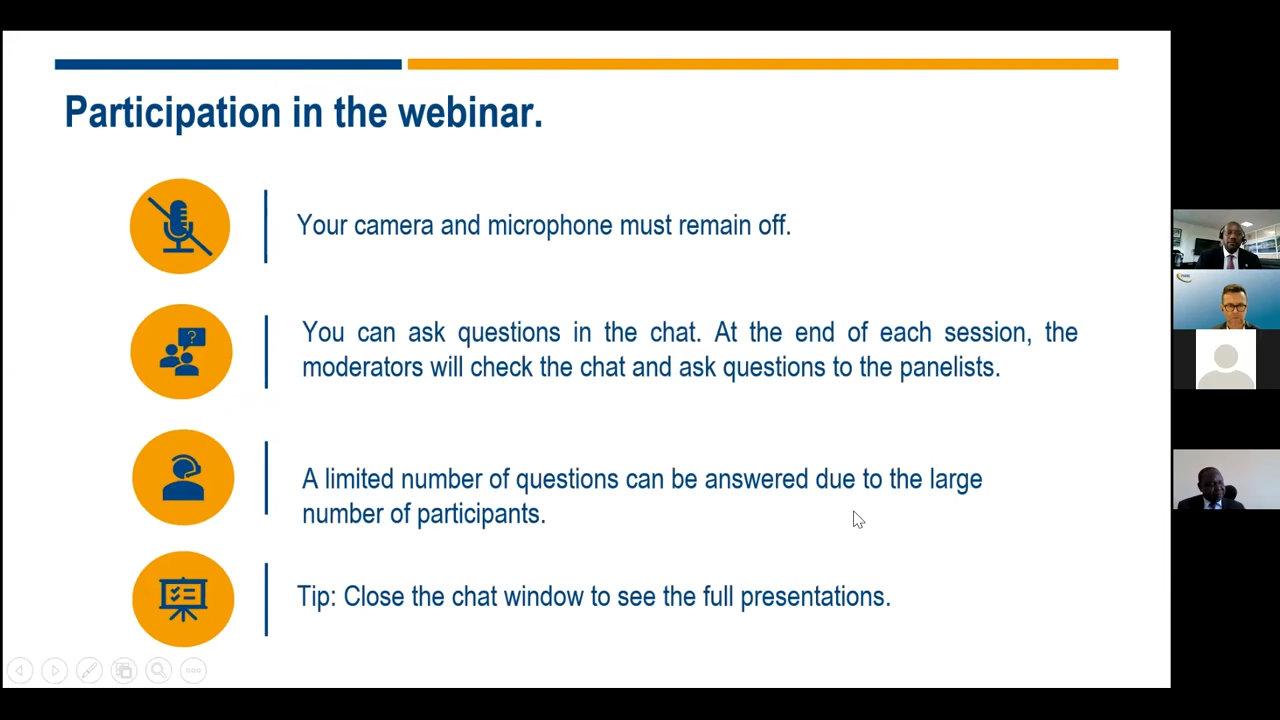 Participation in the webinar.
Your camera and microphone must remain off.
?
You can ask questions in the chat. At the end of each session, the
moderators will check the chat and ask questions to the panelists.
A limited number of questions can be answered due to the large
number of participants.
Tip: Close the chat window to see the full presentations.